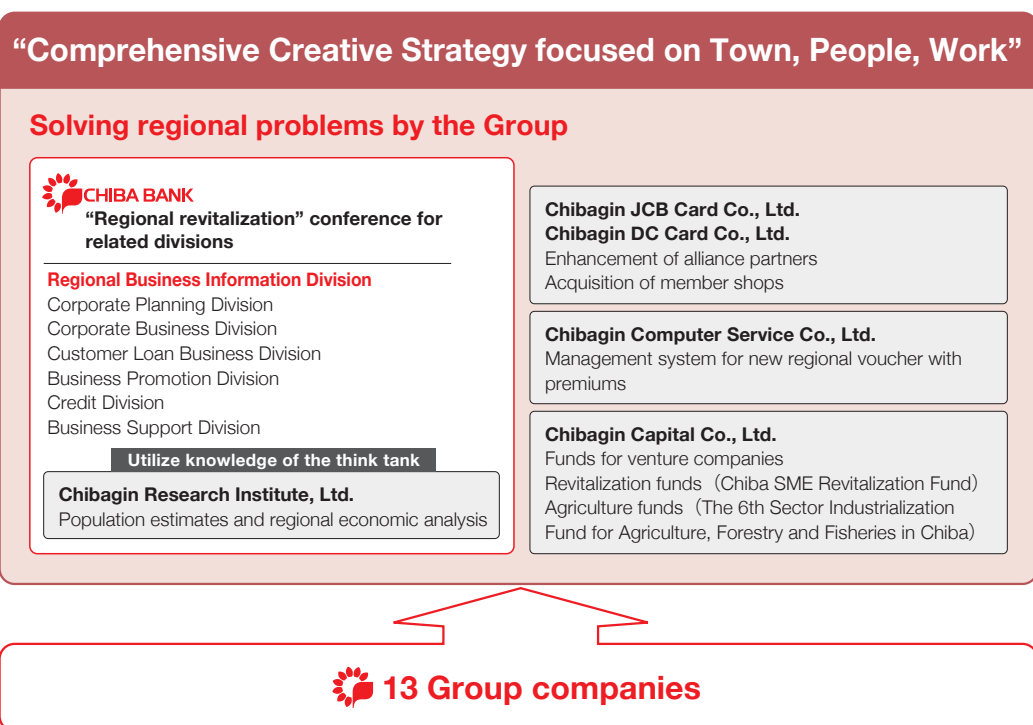 “Comprehensive Creative Strategy focused on Town, People, Work”
Solving regional problems by the Group
CHIBA BANK
“Regional revitalization” conference for
related divisions
Regional Business Information Division
Corporate Planning Division
Corporate Business Division
Customer Loan Business Division
Business Promotion Division
Credit Division
Business Support Division
Utilize knowledge of the think tank
Chibagin Research Institute, Ltd.
Population estimates and regional economic analysis
Chibagin JCB Card Co., Ltd.
Chibagin DC Card Co., Ltd.
Enhancement of alliance partners
Acquisition of member shops
Chibagin Computer Service Co., Ltd.
Management system for new regional voucher with
premiums
Chibagin Capital Co., Ltd.
Funds for venture companies
Revitalization funds（Chiba SME Revitalization Fund）
Agriculture funds（The 6th Sector Industrialization
Fund for Agriculture, Forestry and Fisheries in Chiba）
13 Group companies